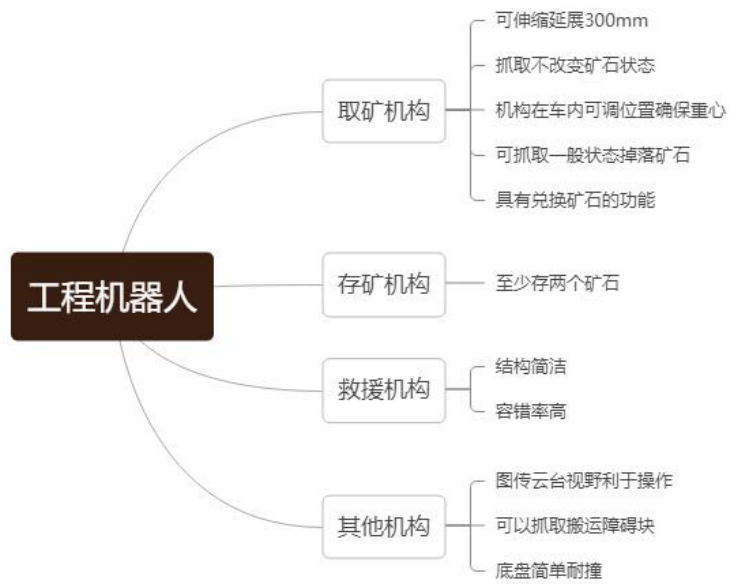 工程机器人
取矿机构
可伸缩延展300mm
抓取不改变矿石状态
机构在车内可调位置确保重心
可抓取一般状态掉落矿石
具有兑换矿石的功能
存矿机构
至少存两个矿石
救援机构
结构简洁
容错率高
其他机构
图传云台视野利于操作
可以抓取搬运障碍块
底盘简单耐撞